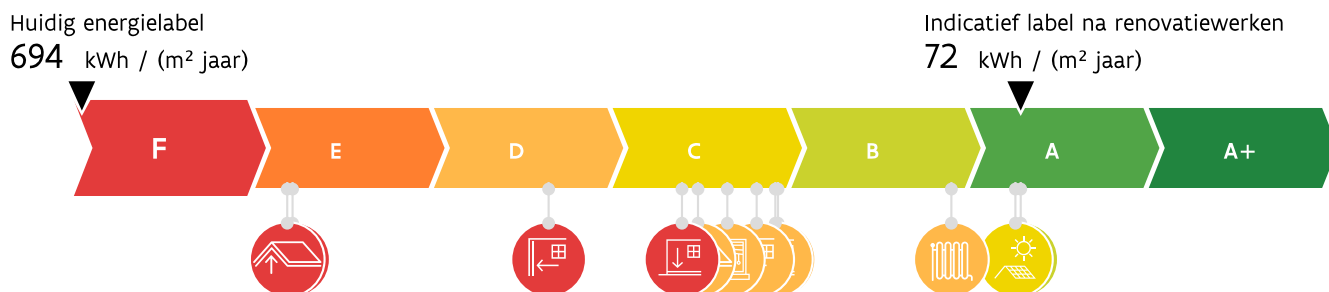 Huidig energielabel
694 kWh / (m² jaar)
Indicatief label na renovatiewerken
72 kWh / (m² jaar)
F E D C B A A+